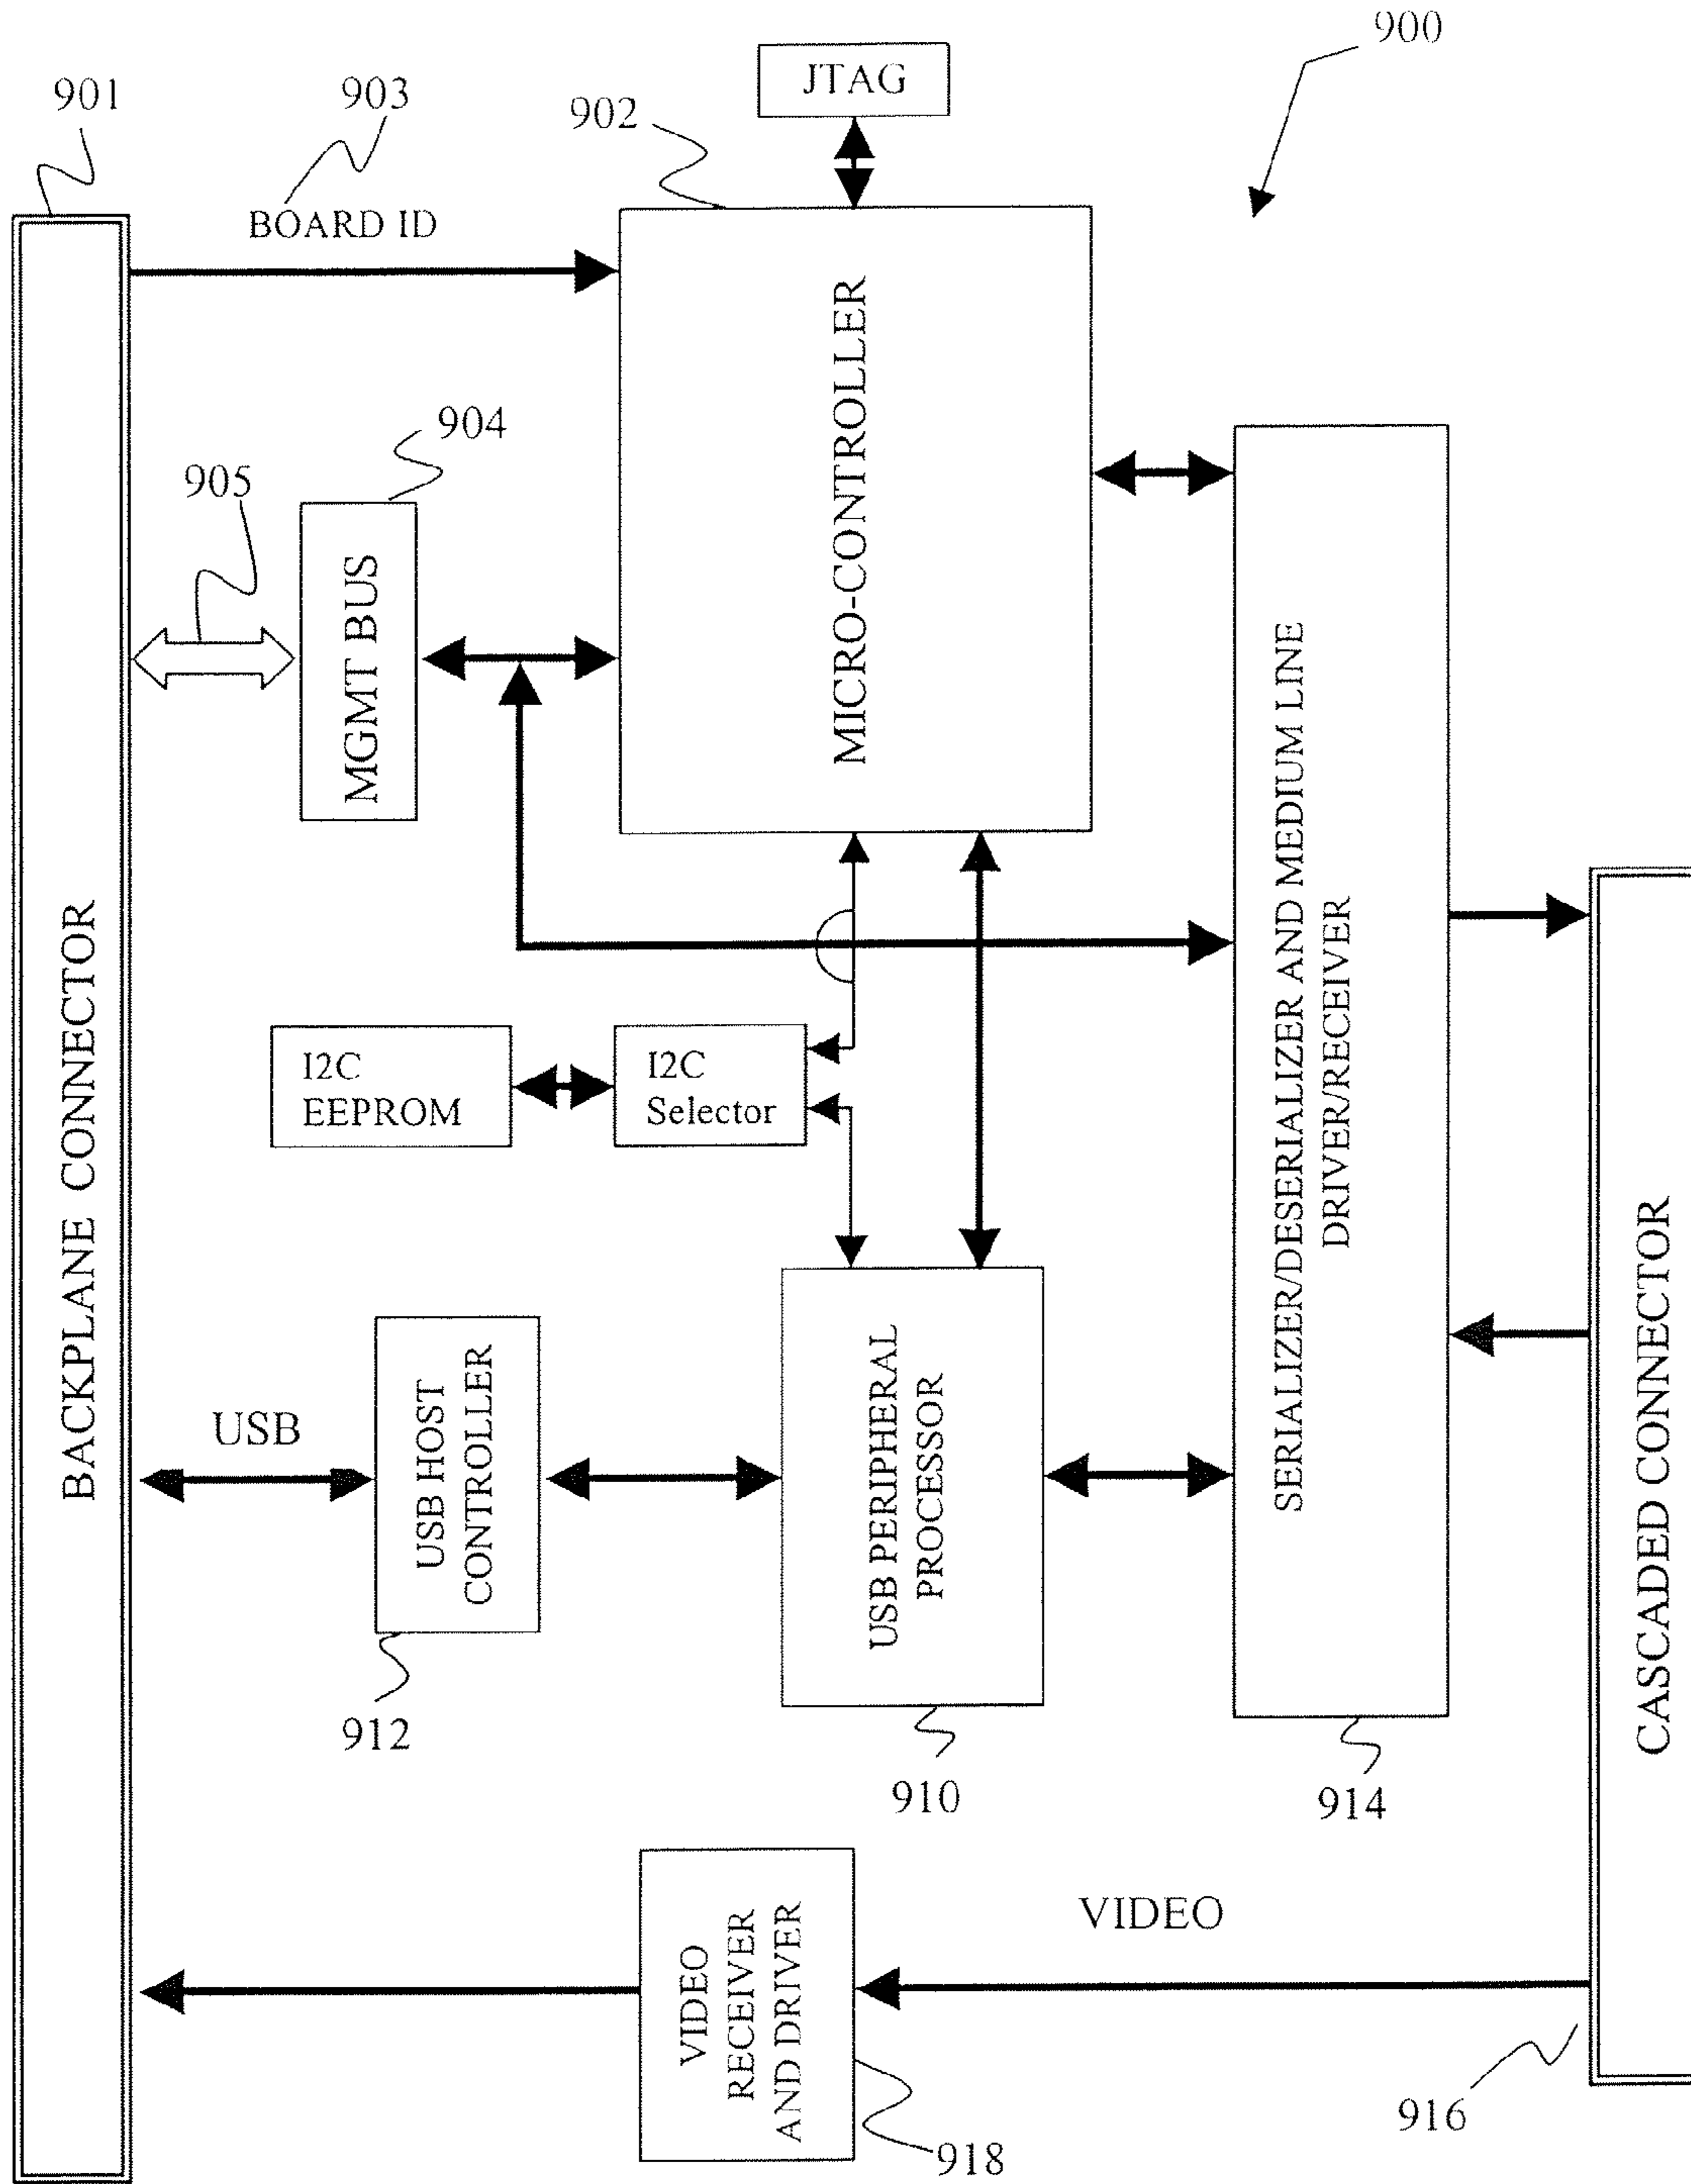 900
JTAG
901
903
902
BOARD ID
904
905
MGMT BUS
MICRO-CONTROLLER
BACKPLANE CONNECTOR
SERIALIZER/DESERIALIZER AND MEDIUM LINE
DRIVER/RECEIVER
I2C
EEPROM
I2C
Selector
USB
USB HOST
CONTROLLER
USB PERIPHERAL
PROCESSOR
CASCADED CONNECTOR
912
910
914
VIDEO
RECEIVER
AND DRIVER
VIDEO
916
918